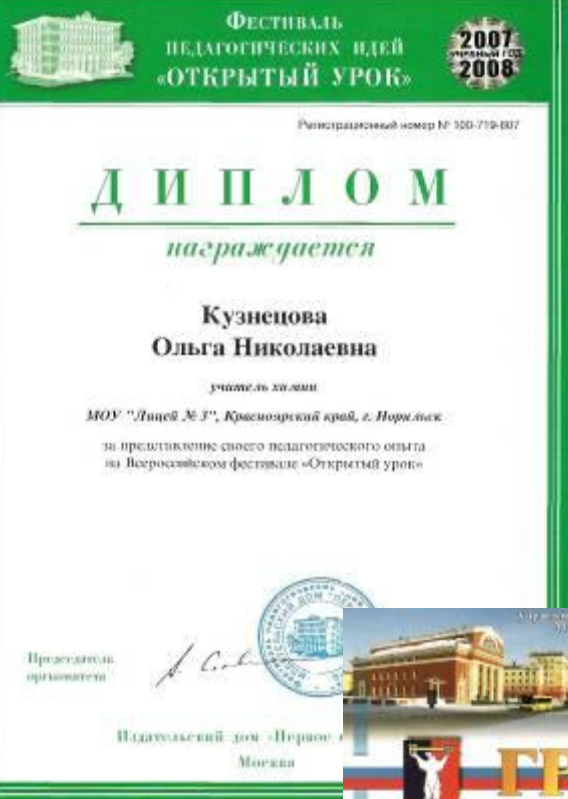 ФЕСТИВАЛЬ
ПЕДАГОГИЧЕСКИХ ИДЕЙ
«ОТКРЫТЫЙ УРОК»
2007
УЧЕБНЫЙ ГОД
2008
Регистрационный номер № 100-719-807
ДИПЛОМ
награждается
Кузнецова
Ольга Николаевна
учитель химии
МОУ "Лицей № 3", Красноярский край, г. Норильск
за представление своего педагогического опыта
на Всероссийском фестивале «Открытый урок»
Председатель
оргкомитета
Издательский дом «Первое
Москва
ГР